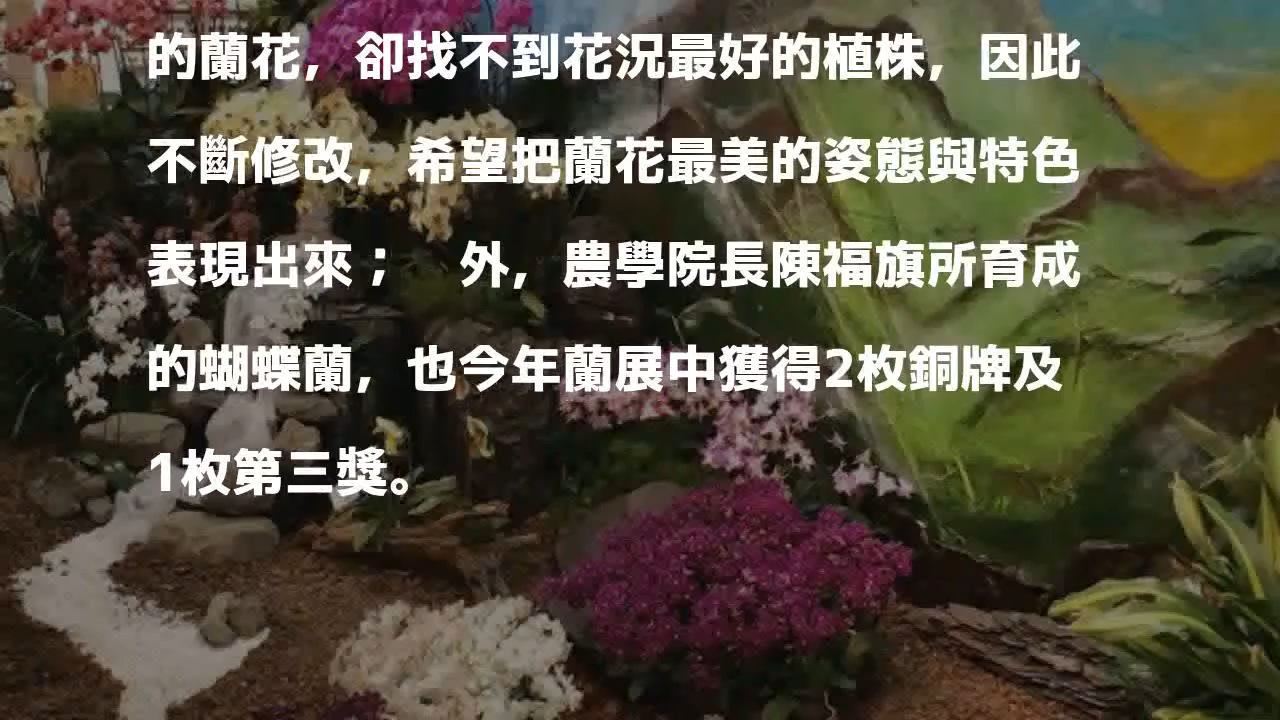 的蘭花，卻找不到花況最好的植株，因此
不斷修改，希望把蘭花最美的姿態與特色
表現出來；　外，農學院長陳福旗所育成
的蝴蝶蘭，也今年蘭展中獲得2枚銅牌及
1枚第三獎。